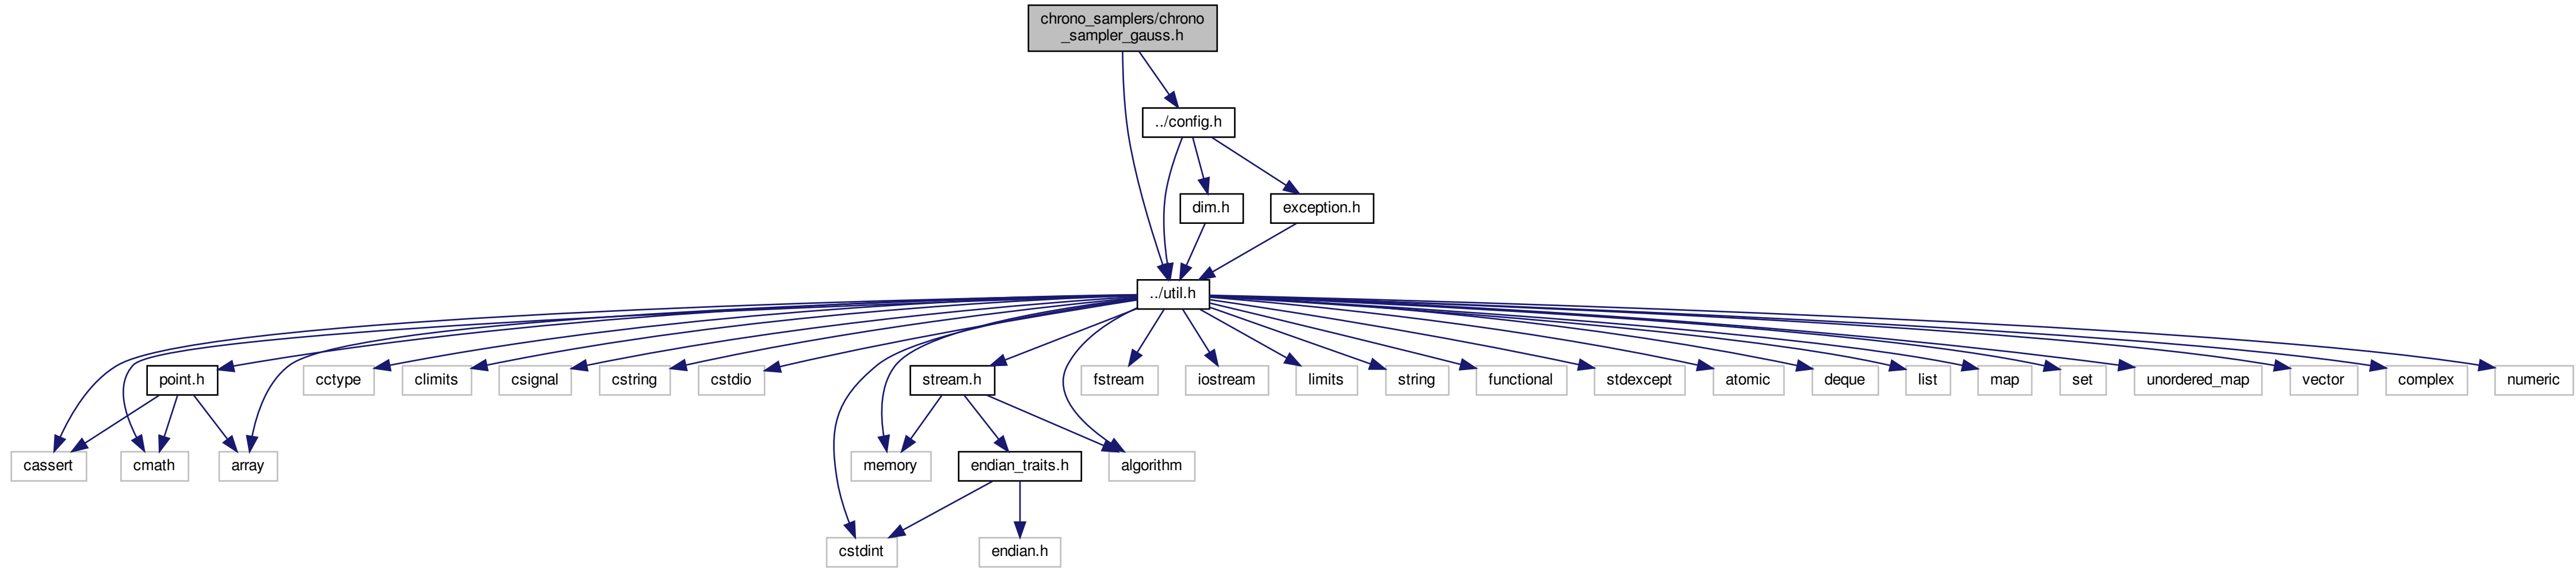 chrono_samplers/chrono
_sampler_gauss.h
../config.h
dim.h
exception.h
../util.h
point.h
cctype
climits
csignal
cstring
cstdio
stream.h
fstream
iostream
limits
string
functional
stdexcept
atomic
deque
list
map
set
unordered_map
vector
complex
numeric
cassert
cmath
array
memory
endian_traits.h
algorithm
cstdint
endian.h